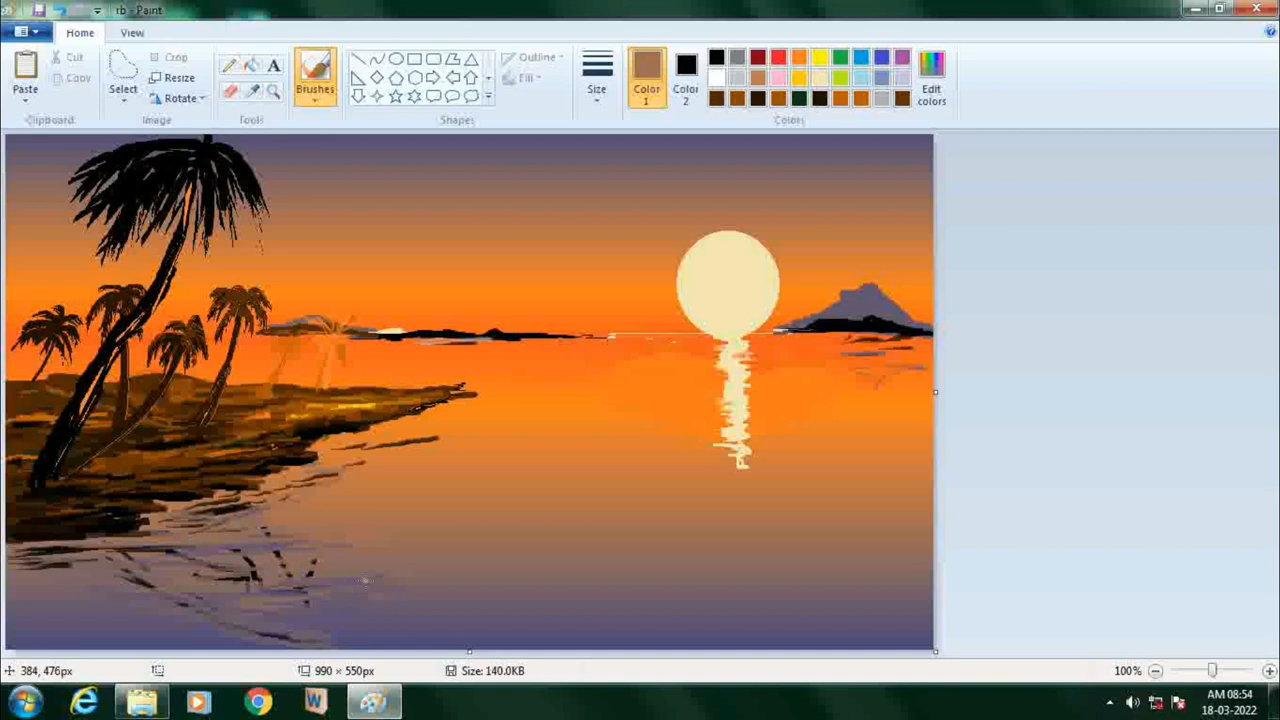 rb - Paint
Home
View
Paste
Cut
Copy
Clipboard
Select
Crop
Resize
Rotate
Image
A
Tools
Brushes
Outline
Fill
Shapes
Size
Color
1
Color
2
Edit
colors
Colors
384, 476px
990 × 550px
Size: 140.0KB
100%
W
AM 08:54
18-03-2022